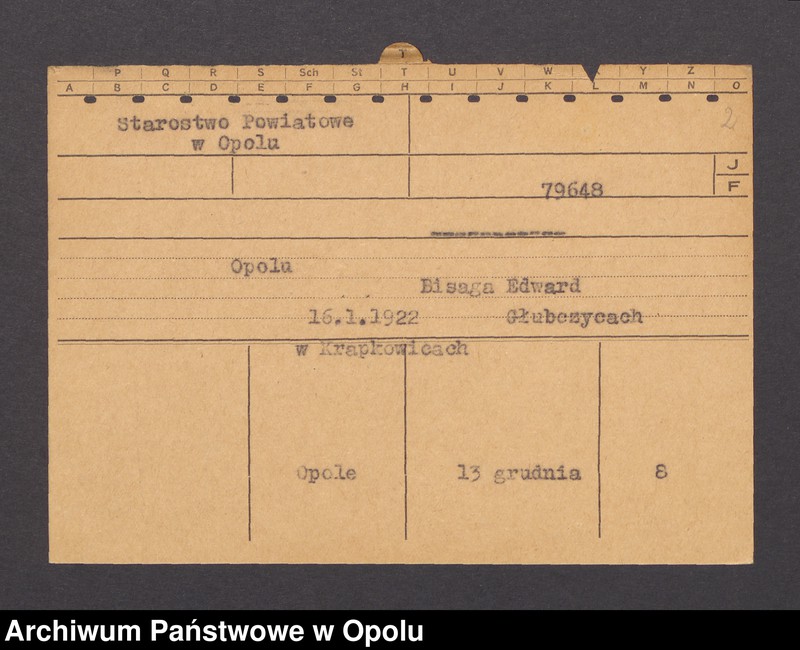 T
P Q R S Sch St T U V W Y Z
A B C D E F G H I J K L M N O
2
Starostwo Powiatowe
w Opolu
J
F
79648
Opolu
Bisaga Edward
16.1.1922 Głubczycach
w Krapkowicach
Opole 13 grudnia 8
Archiwum Państwowe w Opolu